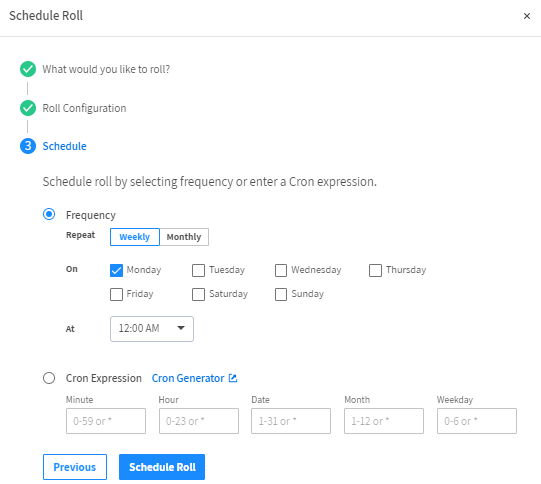 Schedule Roll
×
What would you like to roll?
Roll Configuration
3 Schedule
Schedule roll by selecting frequency or enter a Cron expression.
Frequency
Repeat Weekly Monthly
On Monday Tuesday Wednesday Thursday
Friday Saturday Sunday
At 12:00 AM
Cron Expression Cron Generator
Minute Hour Date Month Weekday
0-59 or * 0-23 or * 1-31 or * 1-12 or * 0-6 or *
Previous Schedule Roll